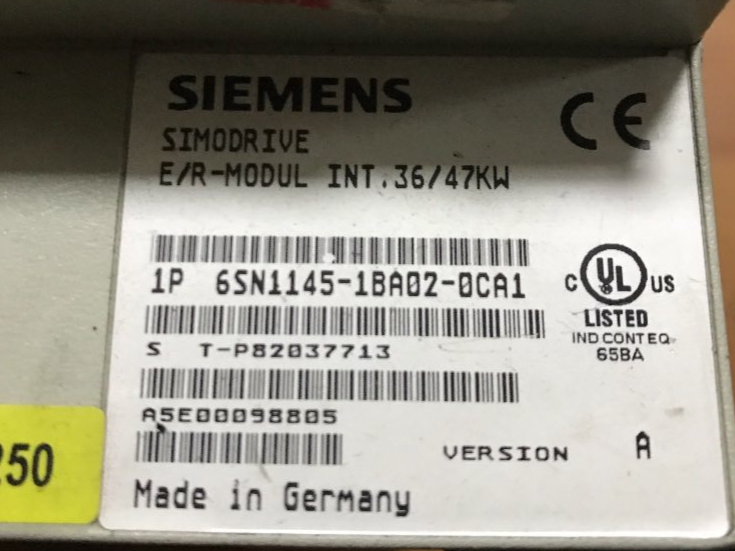 SIEMENS
CE
SIMODRIVE
E/R-MODUL INT.36/47KW
1P 6SN1145-1BA02-0CA1
C UL US
LISTED
IND CONT EQ
65BA
S T-P82037713
A5E00098805
VERSION A
Made in Germany
250